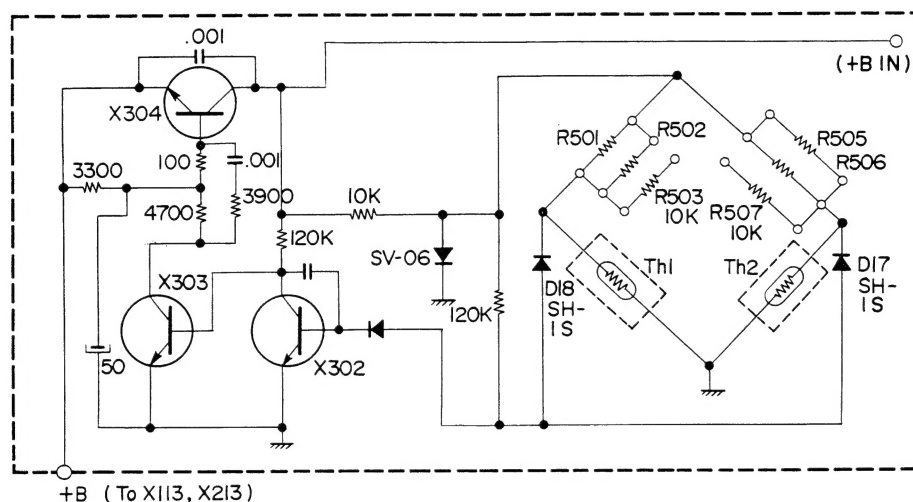 .001
(+B IN)
X304
R501
R502
R505
R506
3300
100
.001
4700
3900
10K
R503
10K
R507
10K
120K
SV-06
X303
Th1
Th2
D18
SH-
1S
D17
SH-
1S
120K
50
X302
+B (To X113, X213)